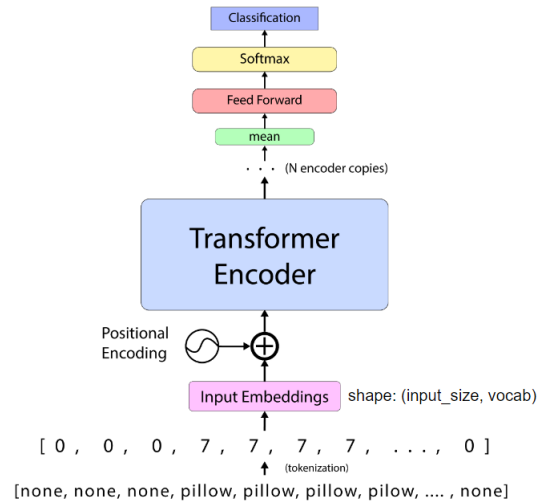 Classification
Softmax
Feed Forward
mean
. . . (N encoder copies)
Transformer
Encoder
Positional
Encoding
Input Embeddings shape: (input_size, vocab)
[ 0 , 0 , 0 , 7 , 7 , 7 , 7 , . . . , 0 ]
(tokenization)
[none, none, none, pillow, pillow, pillow, pilow, .... , none]